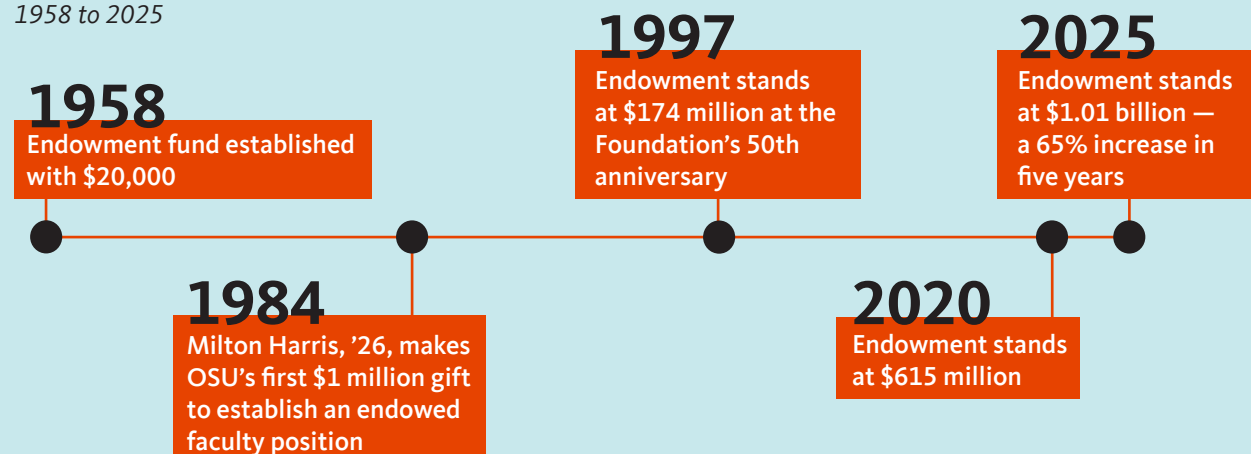 1958 to 2025
1958
Endowment fund established
with $20,000
1984
Milton Harris, ’26, makes
OSU’s first $1 million gift
to establish an endowed
faculty position
1997
Endowment stands
at $174 million at the
Foundation’s 50th
anniversary
2020
Endowment stands
at $615 million
2025
Endowment stands
at $1.01 billion —
a 65% increase in
five years